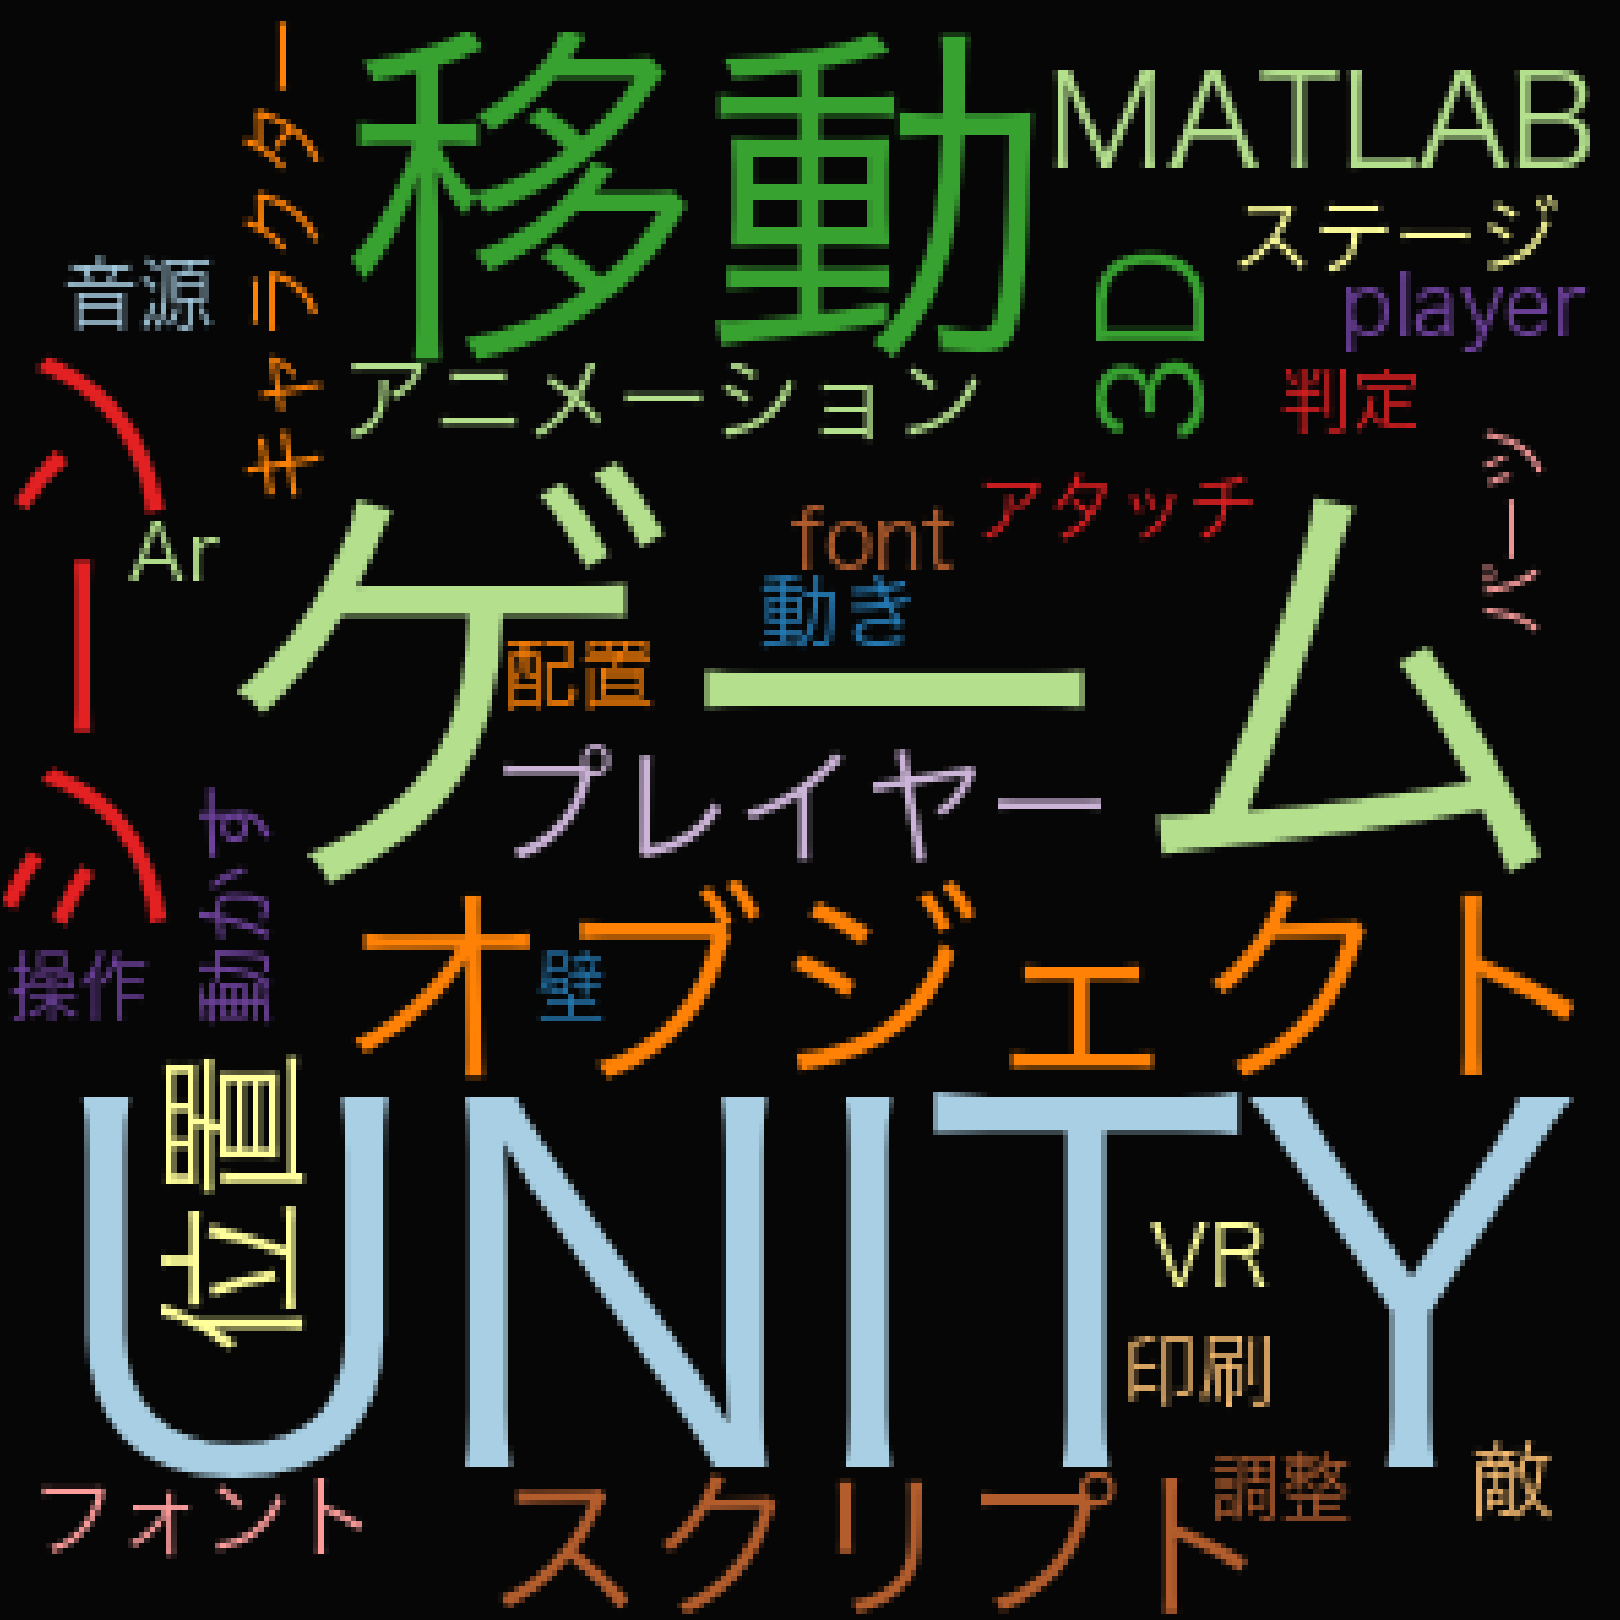 キャラクター
移動
MATLAB
ステージ
音源
3D
player
アニメーション
判定
シーン
アタッチ
パーツ
Ar
font
動き
ゲーム
配置
プレイヤー
動かす
オブジェクト
操作
壁
位置
UNITY
VR
印刷
調整
敵
フォント
スクリプト